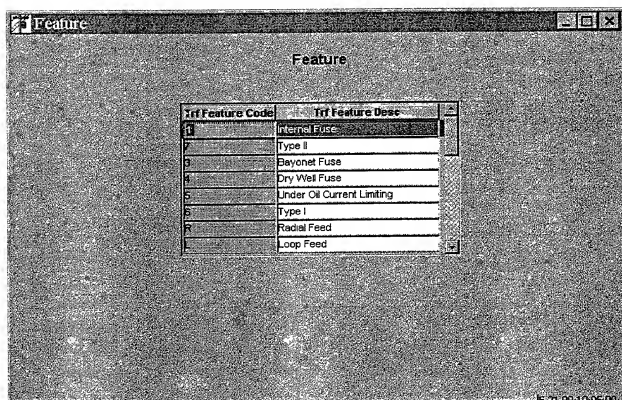 Feature
Feature
Trf Feature Code Trf Feature Desc
1 Internal Fuse
2 Type II
3 Bayonet Fuse
4 Dry Well Fuse
5 Under Oil Current Limiting
6 Type I
R Radial Feed
L Loop Feed